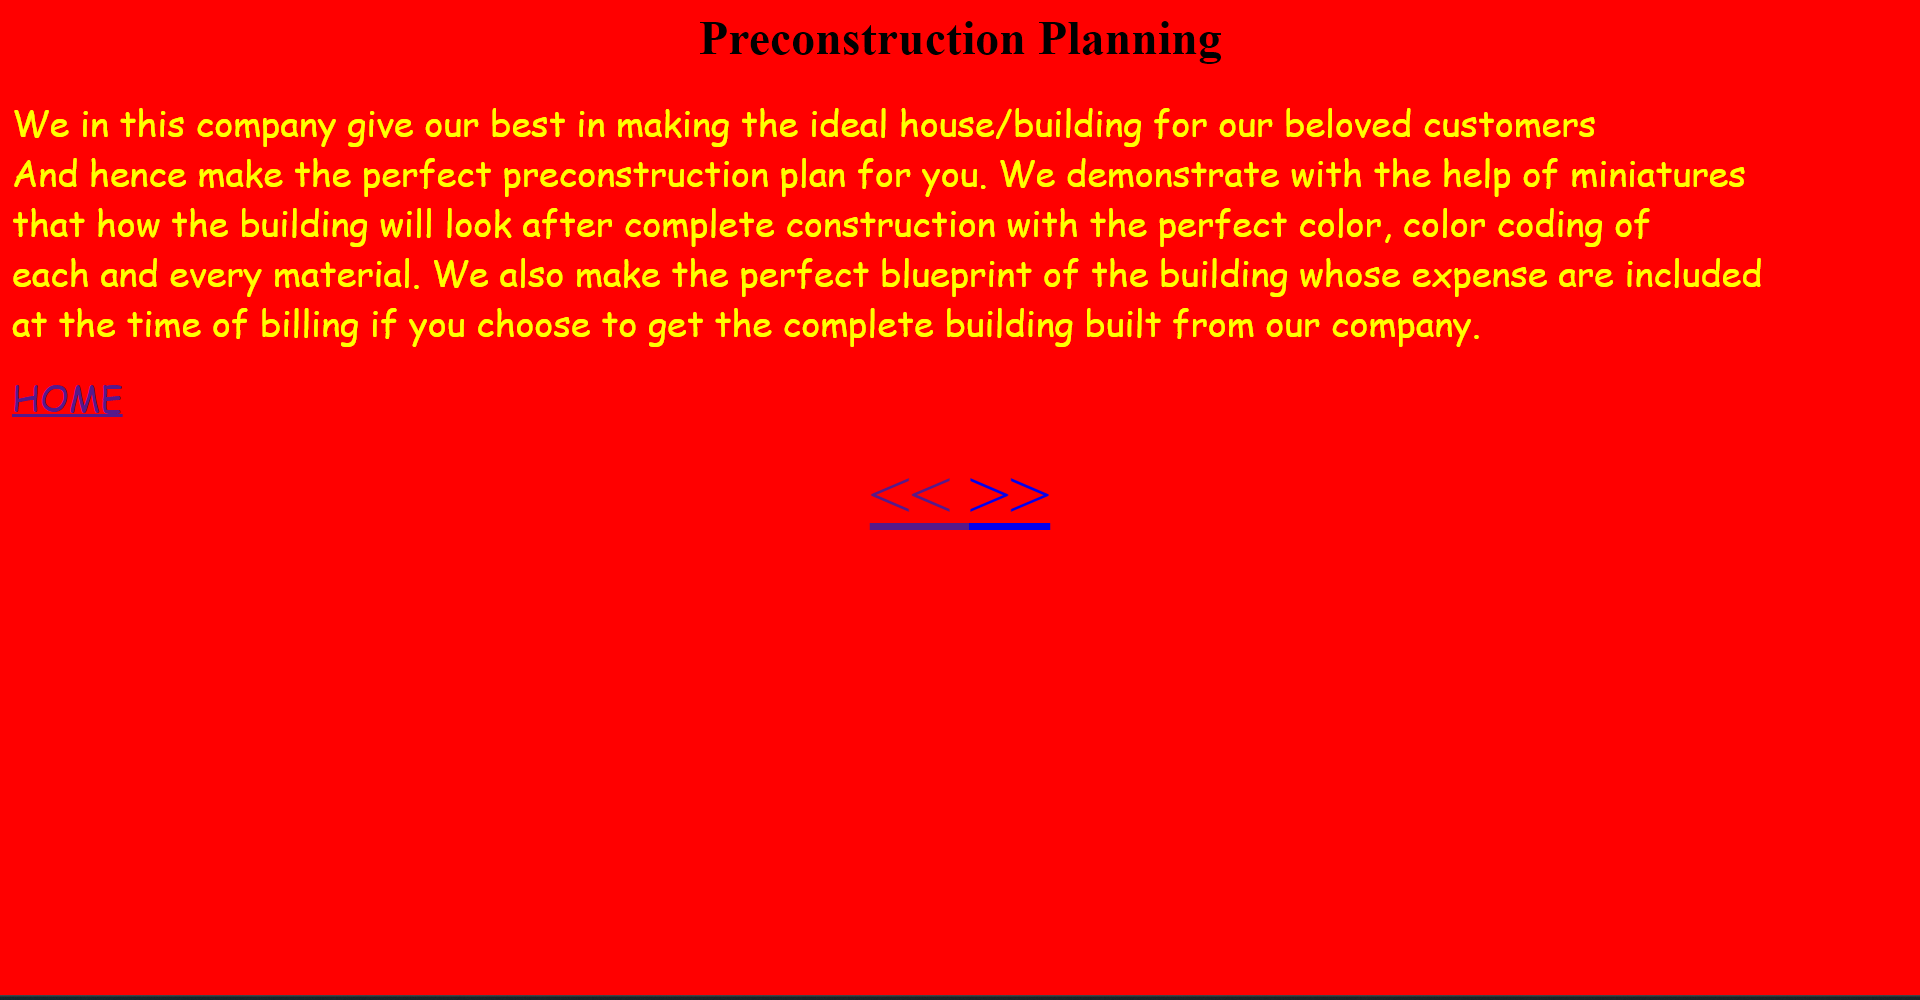 Preconstruction Planning
We in this company give our best in making the ideal house/building for our beloved customers
And hence make the perfect preconstruction plan for you. We demonstrate with the help of miniatures
that how the building will look after complete construction with the perfect color, color coding of
each and every material. We also make the perfect blueprint of the building whose expense are included
at the time of billing if you choose to get the complete building built from our company.
HOME
<< >>